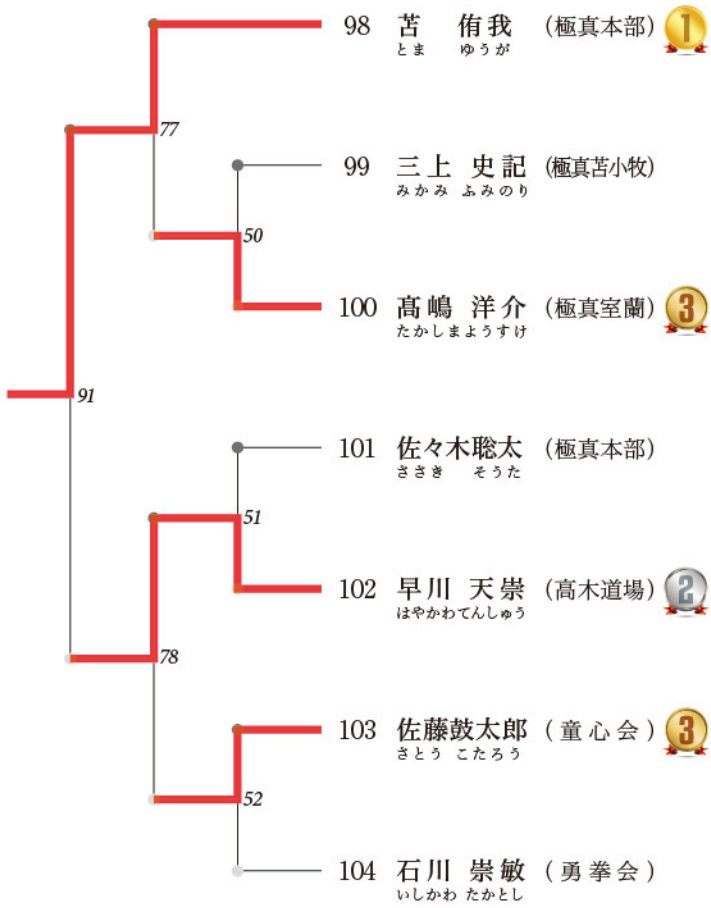 98 苫 侑我 (極真本部) 1
とま ゆうが
77
99 三上 史記 (極真苫小牧)
みかみ ふみのり
50
100 髙嶋 洋介 (極真室蘭) 3
たかしまようすけ
91
101 佐々木聡太 (極真本部)
ささき そうた
51
102 早川 天崇 (高木道場) 2
はやかわてんしゅう
78
103 佐藤鼓太郎 (童心会) 3
さとう こたろう
52
104 石川 崇敏 (勇拳会)
いしかわ たかとし